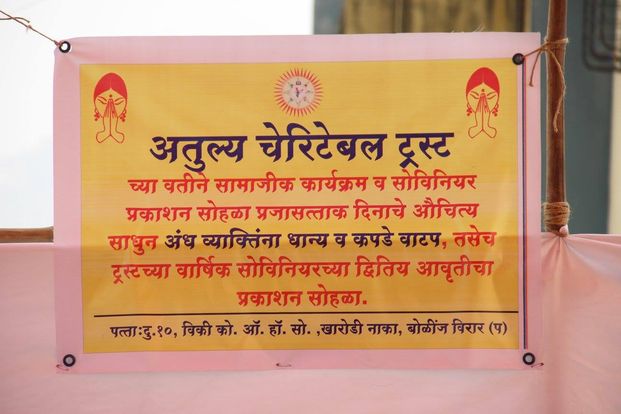 अतुल्य चेरिटेबल ट्रस्ट
च्या वतीने सामाजीक कार्यक्रम व सोविनियर
प्रकाशन सोहळा प्रजासत्ताक दिनाचे औचित्य
साधुन अंध व्याक्तिंना धान्य व कपडे वाटप, तसेच
ट्रस्टच्या वार्षिक सोविनियरच्या द्वितिय आवृतीचा
प्रकाशन सोहळा.
पत्ताःदु.१०, विकी को. ऑ. हॉ. सो. ,खारोडी नाका, बोळींज विरार (प)